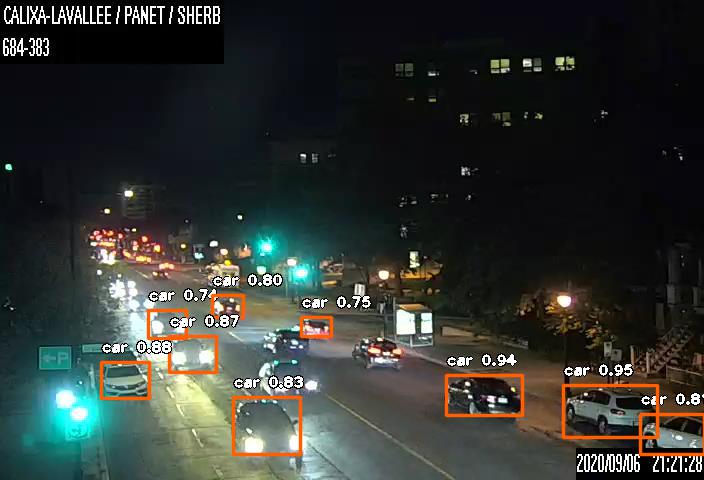 CALIXA-LAVALLEE / PANET / SHERB
684-383
car 0.80
car 0.74
car 0.75
car 0.87
car 0.88
car 0.94
car 0.95
car 0.83
P
2020/09/06 21:21:28